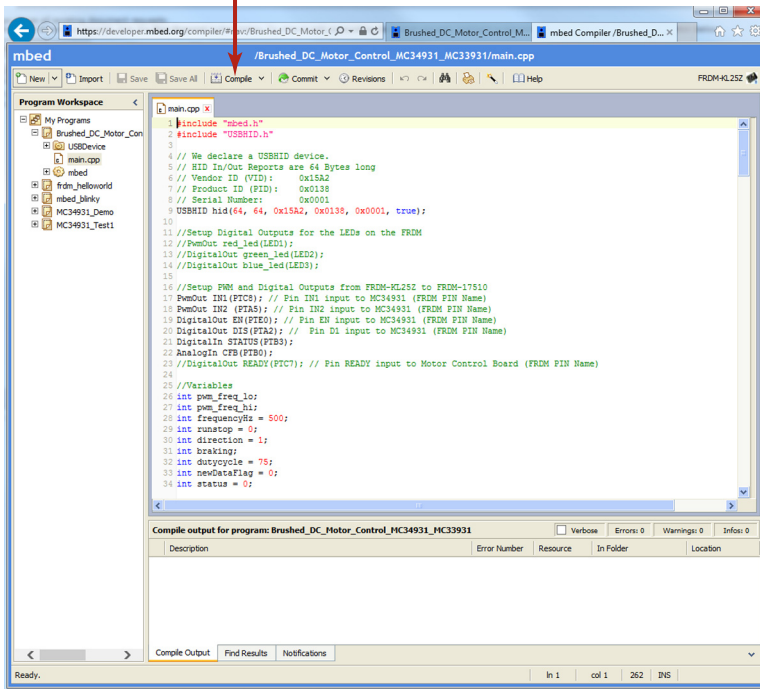 https://developer.mbed.org/compiler/#nav:/Brushed_DC_Motor_(
Brushed_DC_Motor_Control_M...
mbed Compiler /Brushed_D...
mbed
/Brushed_DC_Motor_Control_MC34931_MC33931/main.cpp
New
Import
Save
Save All
Compile
Commit
Revisions
Help
FRDM-KL25Z
Program Workspace
My Programs
Brushed_DC_Motor_Con
USBDevice
main.cpp
mbed
frdm_helloworld
mbed_blinky
MC34931_Demo
MC34931_Test1
main.cpp
1 #include "mbed.h"
2 #include "USBHID.h"
3
4 // We declare a USBHID device.
5 // HID In/Out Reports are 64 Bytes long
6 // Vendor ID (VID): 0x15A2
7 // Product ID (PID): 0x0138
8 // Serial Number: 0x0001
9 USBHID hid(64, 64, 0x15A2, 0x0138, 0x0001, true);
10
11 //Setup Digital Outputs for the LEDs on the FRDM
12 //PwmOut red_led(LED1);
13 //DigitalOut green_led(LED2);
14 //DigitalOut blue_led(LED3);
15
16 //Setup PWM and Digital Outputs from FRDM-KL25Z to FRDM-17510
17 PwmOut IN1(PTC8); // Pin IN1 input to MC34931 (FRDM PIN Name)
18 PwmOut IN2 (PTA5); // Pin IN2 input to MC34931 (FRDM PIN Name)
19 DigitalOut EN(PTE0); // Pin EN input to MC34931 (FRDM PIN Name)
20 DigitalOut DIS(PTA2); // Pin D1 input to MC34931 (FRDM PIN Name)
21 DigitalIn STATUS(PTB3);
22 AnalogIn CFB(PTB0);
23 //DigitalOut READY(PTC7); // Pin READY input to Motor Control Board (FRDM PIN Name)
24
25 //Variables
26 int pwm_freq_lo;
27 int pwm_freq_hi;
28 int frequencyHz = 500;
29 int runstop = 0;
30 int direction = 1;
31 int braking;
32 int dutycycle = 75;
33 int newDataFlag = 0;
34 int status = 0;
Compile output for program: Brushed_DC_Motor_Control_MC34931_MC33931
Verbose
Errors: 0
Warnings: 0
Infos: 0
Description
Error Number
Resource
In Folder
Location
Compile Output
Find Results
Notifications
Ready.
ln 1
col 1
262
INS